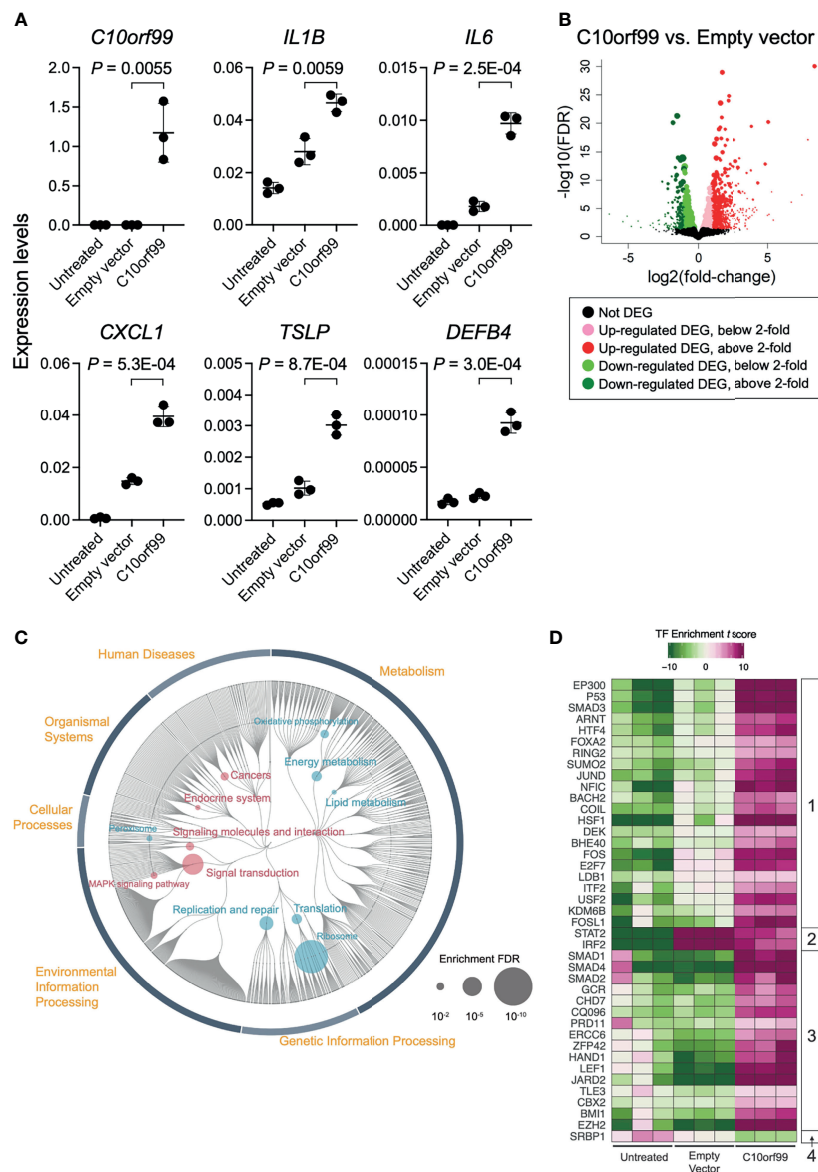 A
B
C10orf99
IL1B
IL6
C10orf99 vs. Empty vector
P = 0.0055
P = 0.0059
P = 2.5E-04
2.0
1.5
1.0
0.5
0.0
0.06
0.04
0.02
0.00
0.015
0.010
0.005
0.000
Untreated
Empty vector
C10orf99
Untreated
Empty vector
C10orf99
Untreated
Empty vector
C10orf99
Expression levels
-log10(FDR)
30
25
20
15
10
5
0
-5
0
5
log2(fold-change)
Not DEG
Up-regulated DEG, below 2-fold
Up-regulated DEG, above 2-fold
Down-regulated DEG, below 2-fold
Down-regulated DEG, above 2-fold
CXCL1
TSLP
DEFB4
P = 5.3E-04
P = 8.7E-04
P = 3.0E-04
0.06
0.04
0.02
0.00
0.005
0.004
0.003
0.002
0.001
0.000
0.00015
0.00010
0.00005
0.00000
Untreated
Empty vector
C10orf99
Untreated
Empty vector
C10orf99
Untreated
Empty vector
C10orf99
C
Human Diseases
Metabolism
Organismal
Systems
Cellular
Processes
Environmental
Information
Processing
Genetic Information Processing
Oxidative phosphorylation
Energy metabolism
Lipid metabolism
Cancers
Endocrine system
Signaling molecules and interaction
Peroxisome
Signal transduction
MAPK signaling pathway
Replication and repair
Translation
Ribosome
Enrichment FDR
10-2
10-5
10-10
D
TF Enrichment t score
-10
0
10
EP300
P53
SMAD3
ARNT
HTF4
FOXA2
RING2
SUMO2
JUND
NFIC
BACH2
COIL
HSF1
DEK
BHE40
FOS
E2F7
LDB1
ITF2
USF2
KDM6B
FOSL1
STAT2
IRF2
SMAD1
SMAD4
SMAD2
GCR
CHD7
CQ096
PRD11
ERCC6
ZFP42
HAND1
LEF1
JARD2
TLE3
CBX2
BMI1
EZH2
SRBP1
1
2
3
4
Untreated
Empty
Vector
C10orf99